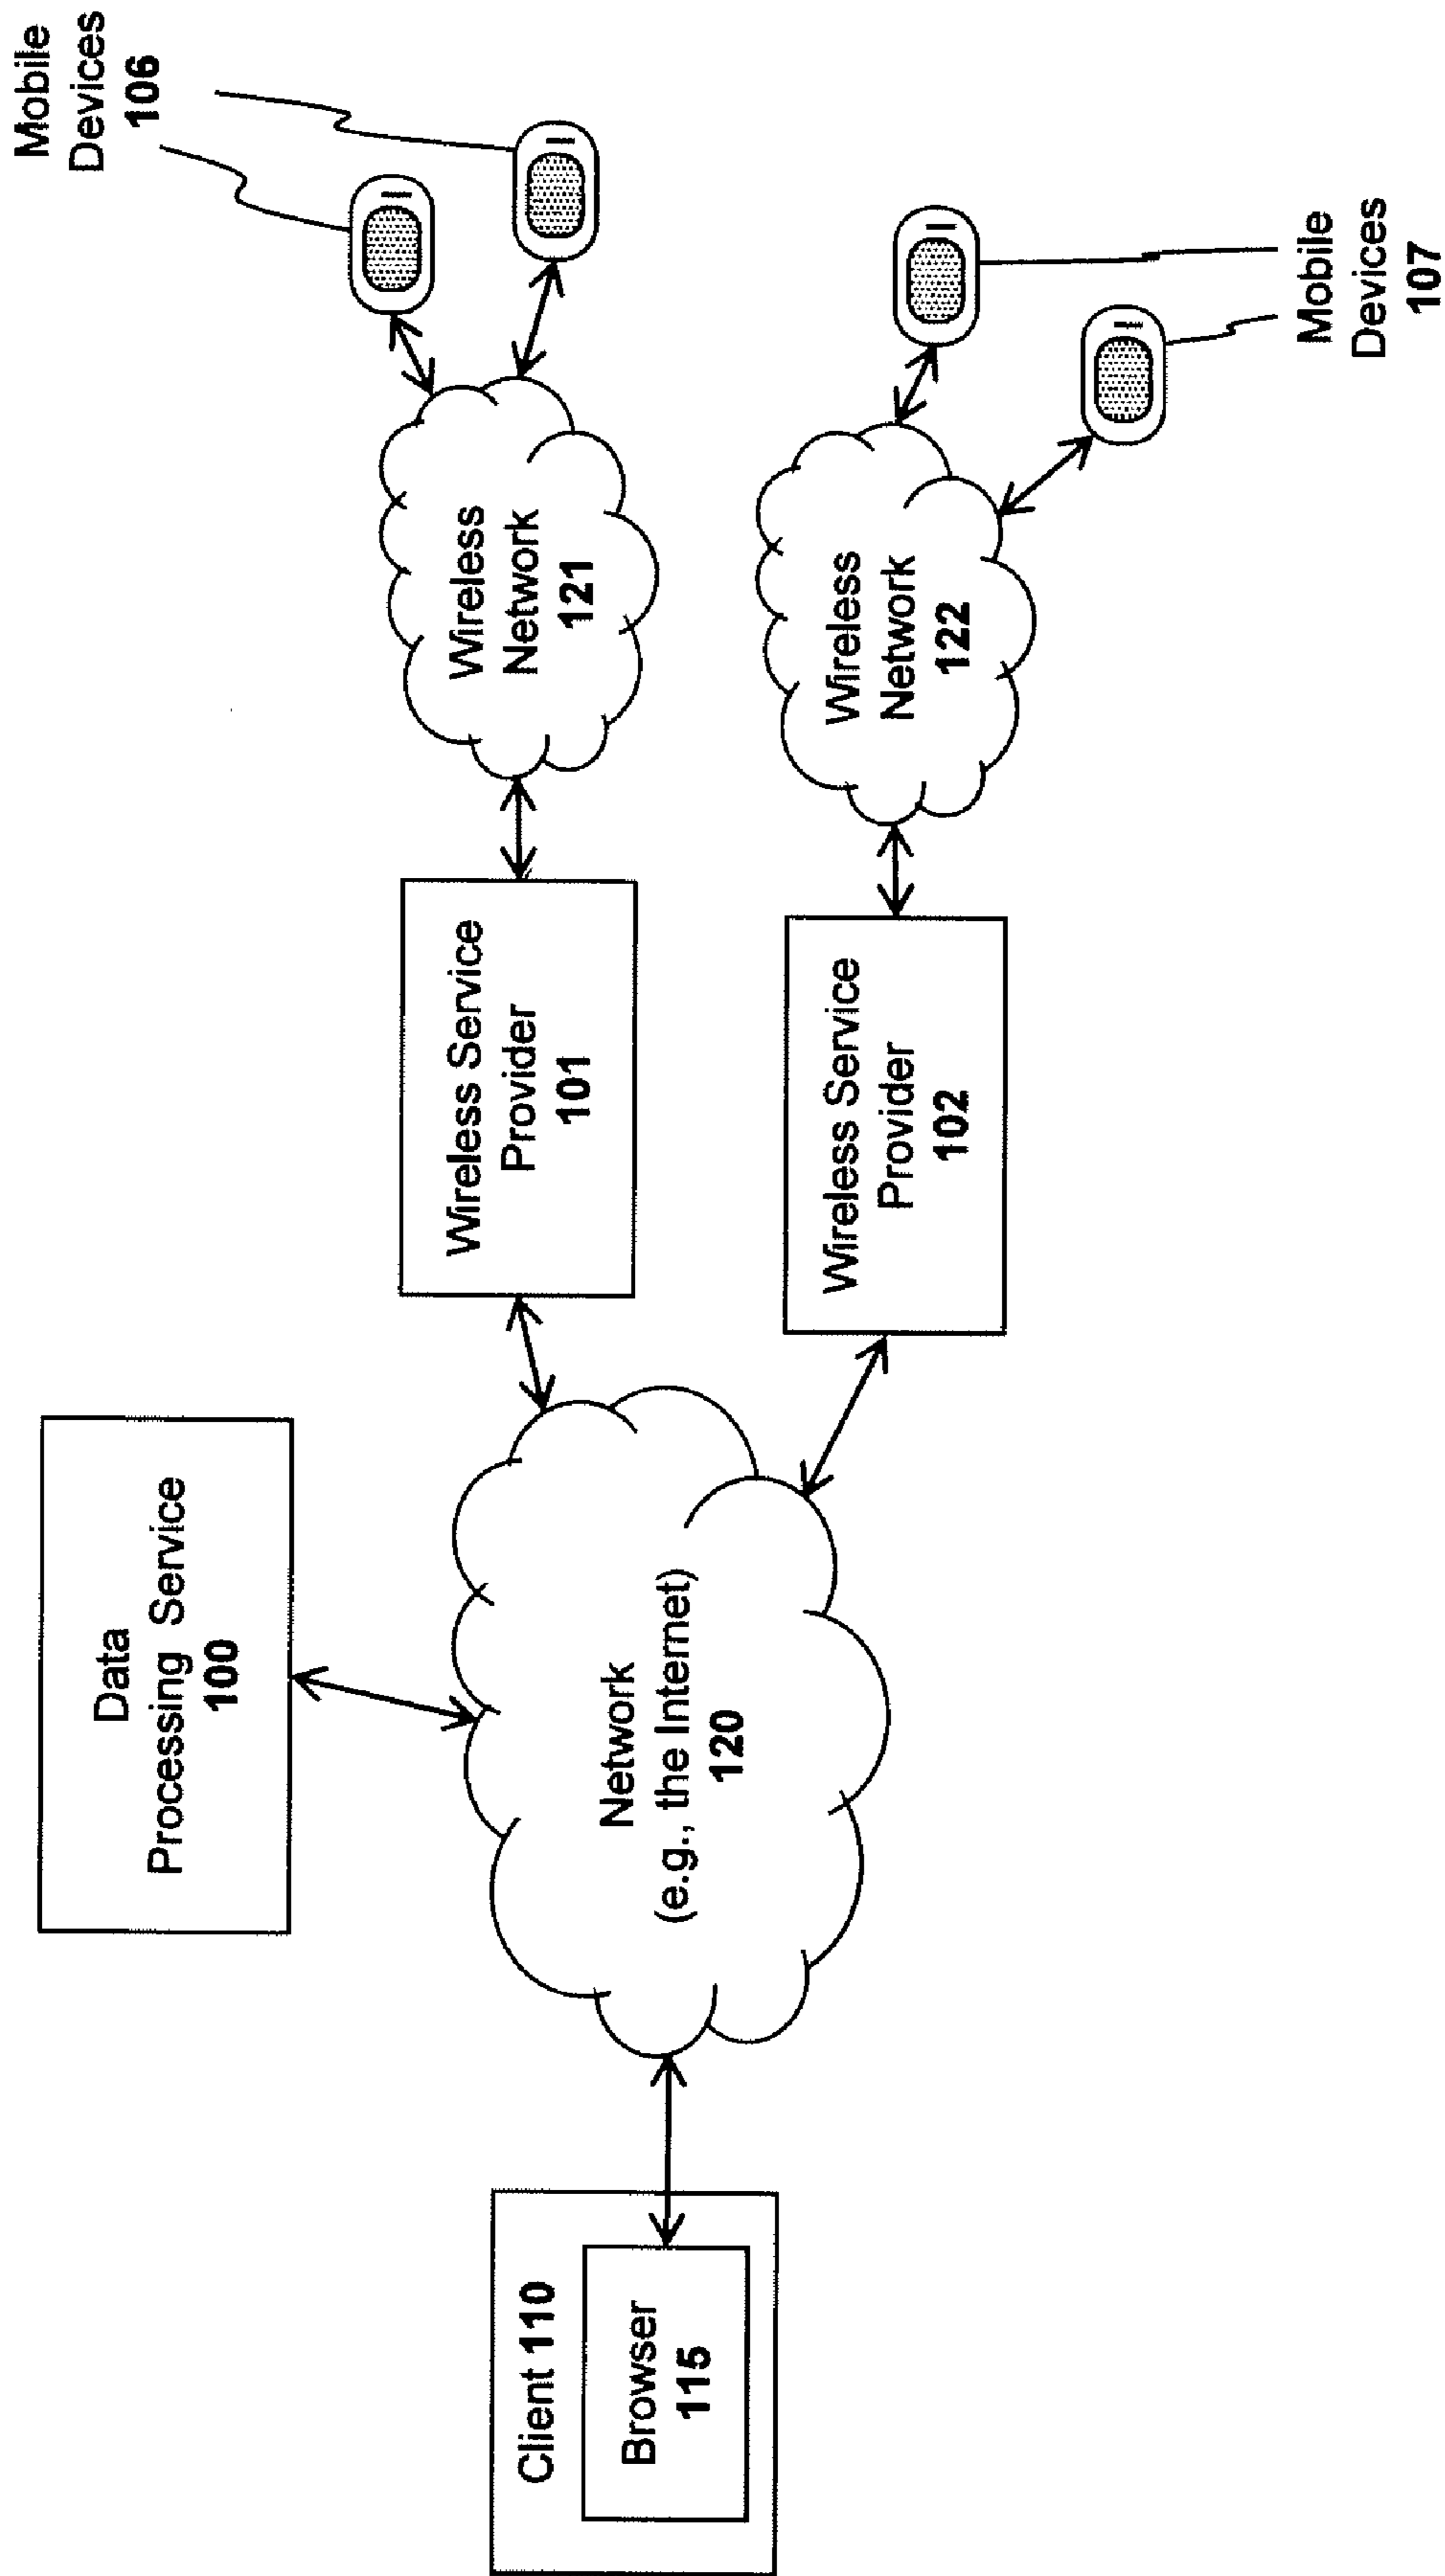 Data
Processing Service
100
Mobile
Devices
106
Client 110
Browser
115
Network
(e.g., the Internet)
120
Wireless Service
Provider
101
Wireless
Network
121
Wireless Service
Provider
102
Wireless
Network
122
Mobile
Devices
107